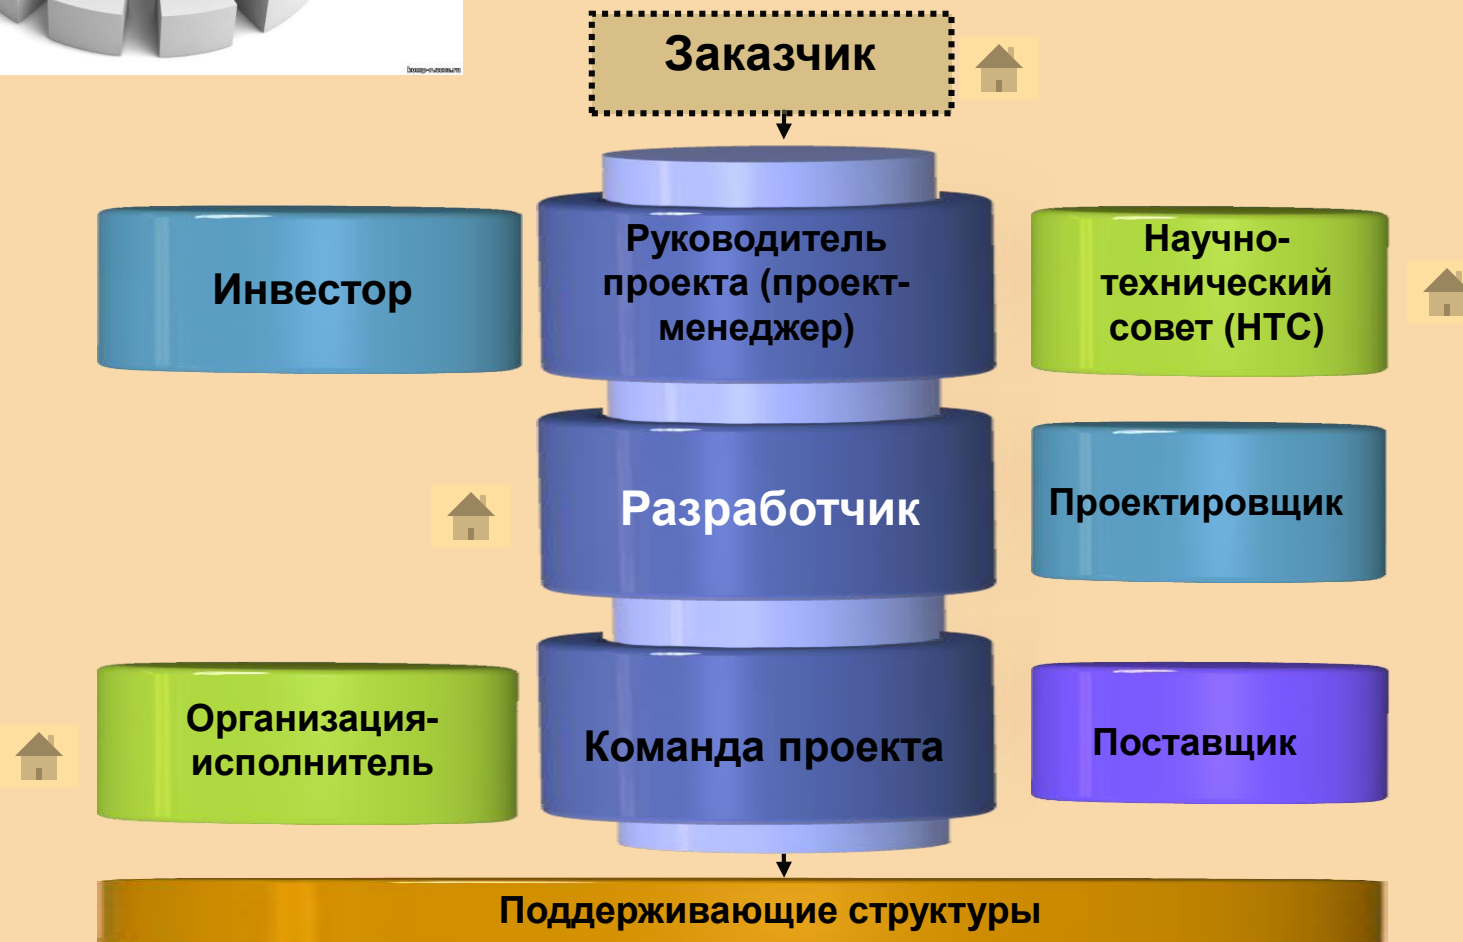 Заказчик
Инвестор
Руководитель
проекта (проект-
менеджер)
Научно-
технический
совет (НТС)
Разработчик
Проектировщик
Организация-
исполнитель
Команда проекта
Поставщик
Поддерживающие структуры